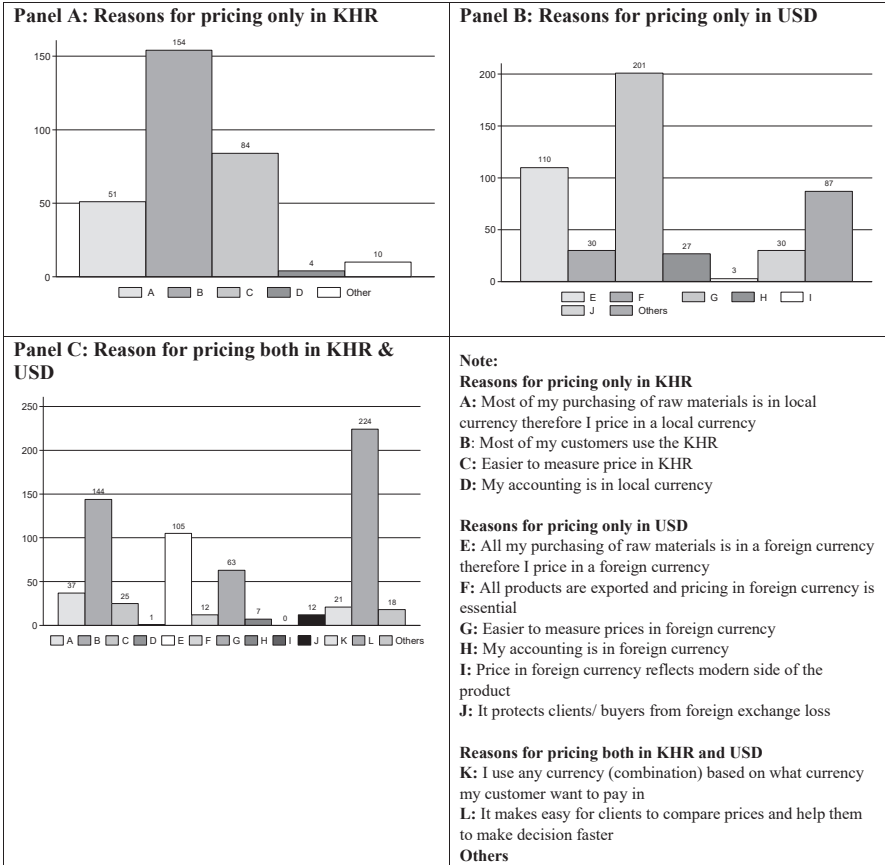 Panel A: Reasons for pricing only in KHR
150
100
50
0
51
154
84
4
10
A B C D Other
Panel B: Reasons for pricing only in USD
200
150
100
50
0
110
30
201
27
3
30
87
E F G H I
J Others
Panel C: Reason for pricing both in KHR &
USD
250
200
150
100
50
0
37
144
25
1
105
12
63
7
0
12
21
224
18
A B C D E F G H I J K L Others
Note:
Reasons for pricing only in KHR
A: Most of my purchasing of raw materials is in local
currency therefore I price in a local currency
B: Most of my customers use the KHR
C: Easier to measure price in KHR
D: My accounting is in local currency
Reasons for pricing only in USD
E: All my purchasing of raw materials is in a foreign currency
therefore I price in a foreign currency
F: All products are exported and pricing in foreign currency is
essential
G: Easier to measure prices in foreign currency
H: My accounting is in foreign currency
I: Price in foreign currency reflects modern side of the
product
J: It protects clients/ buyers from foreign exchange loss
Reasons for pricing both in KHR and USD
K: I use any currency (combination) based on what currency
my customer want to pay in
L: It makes easy for clients to compare prices and help them
to make decision faster
Others